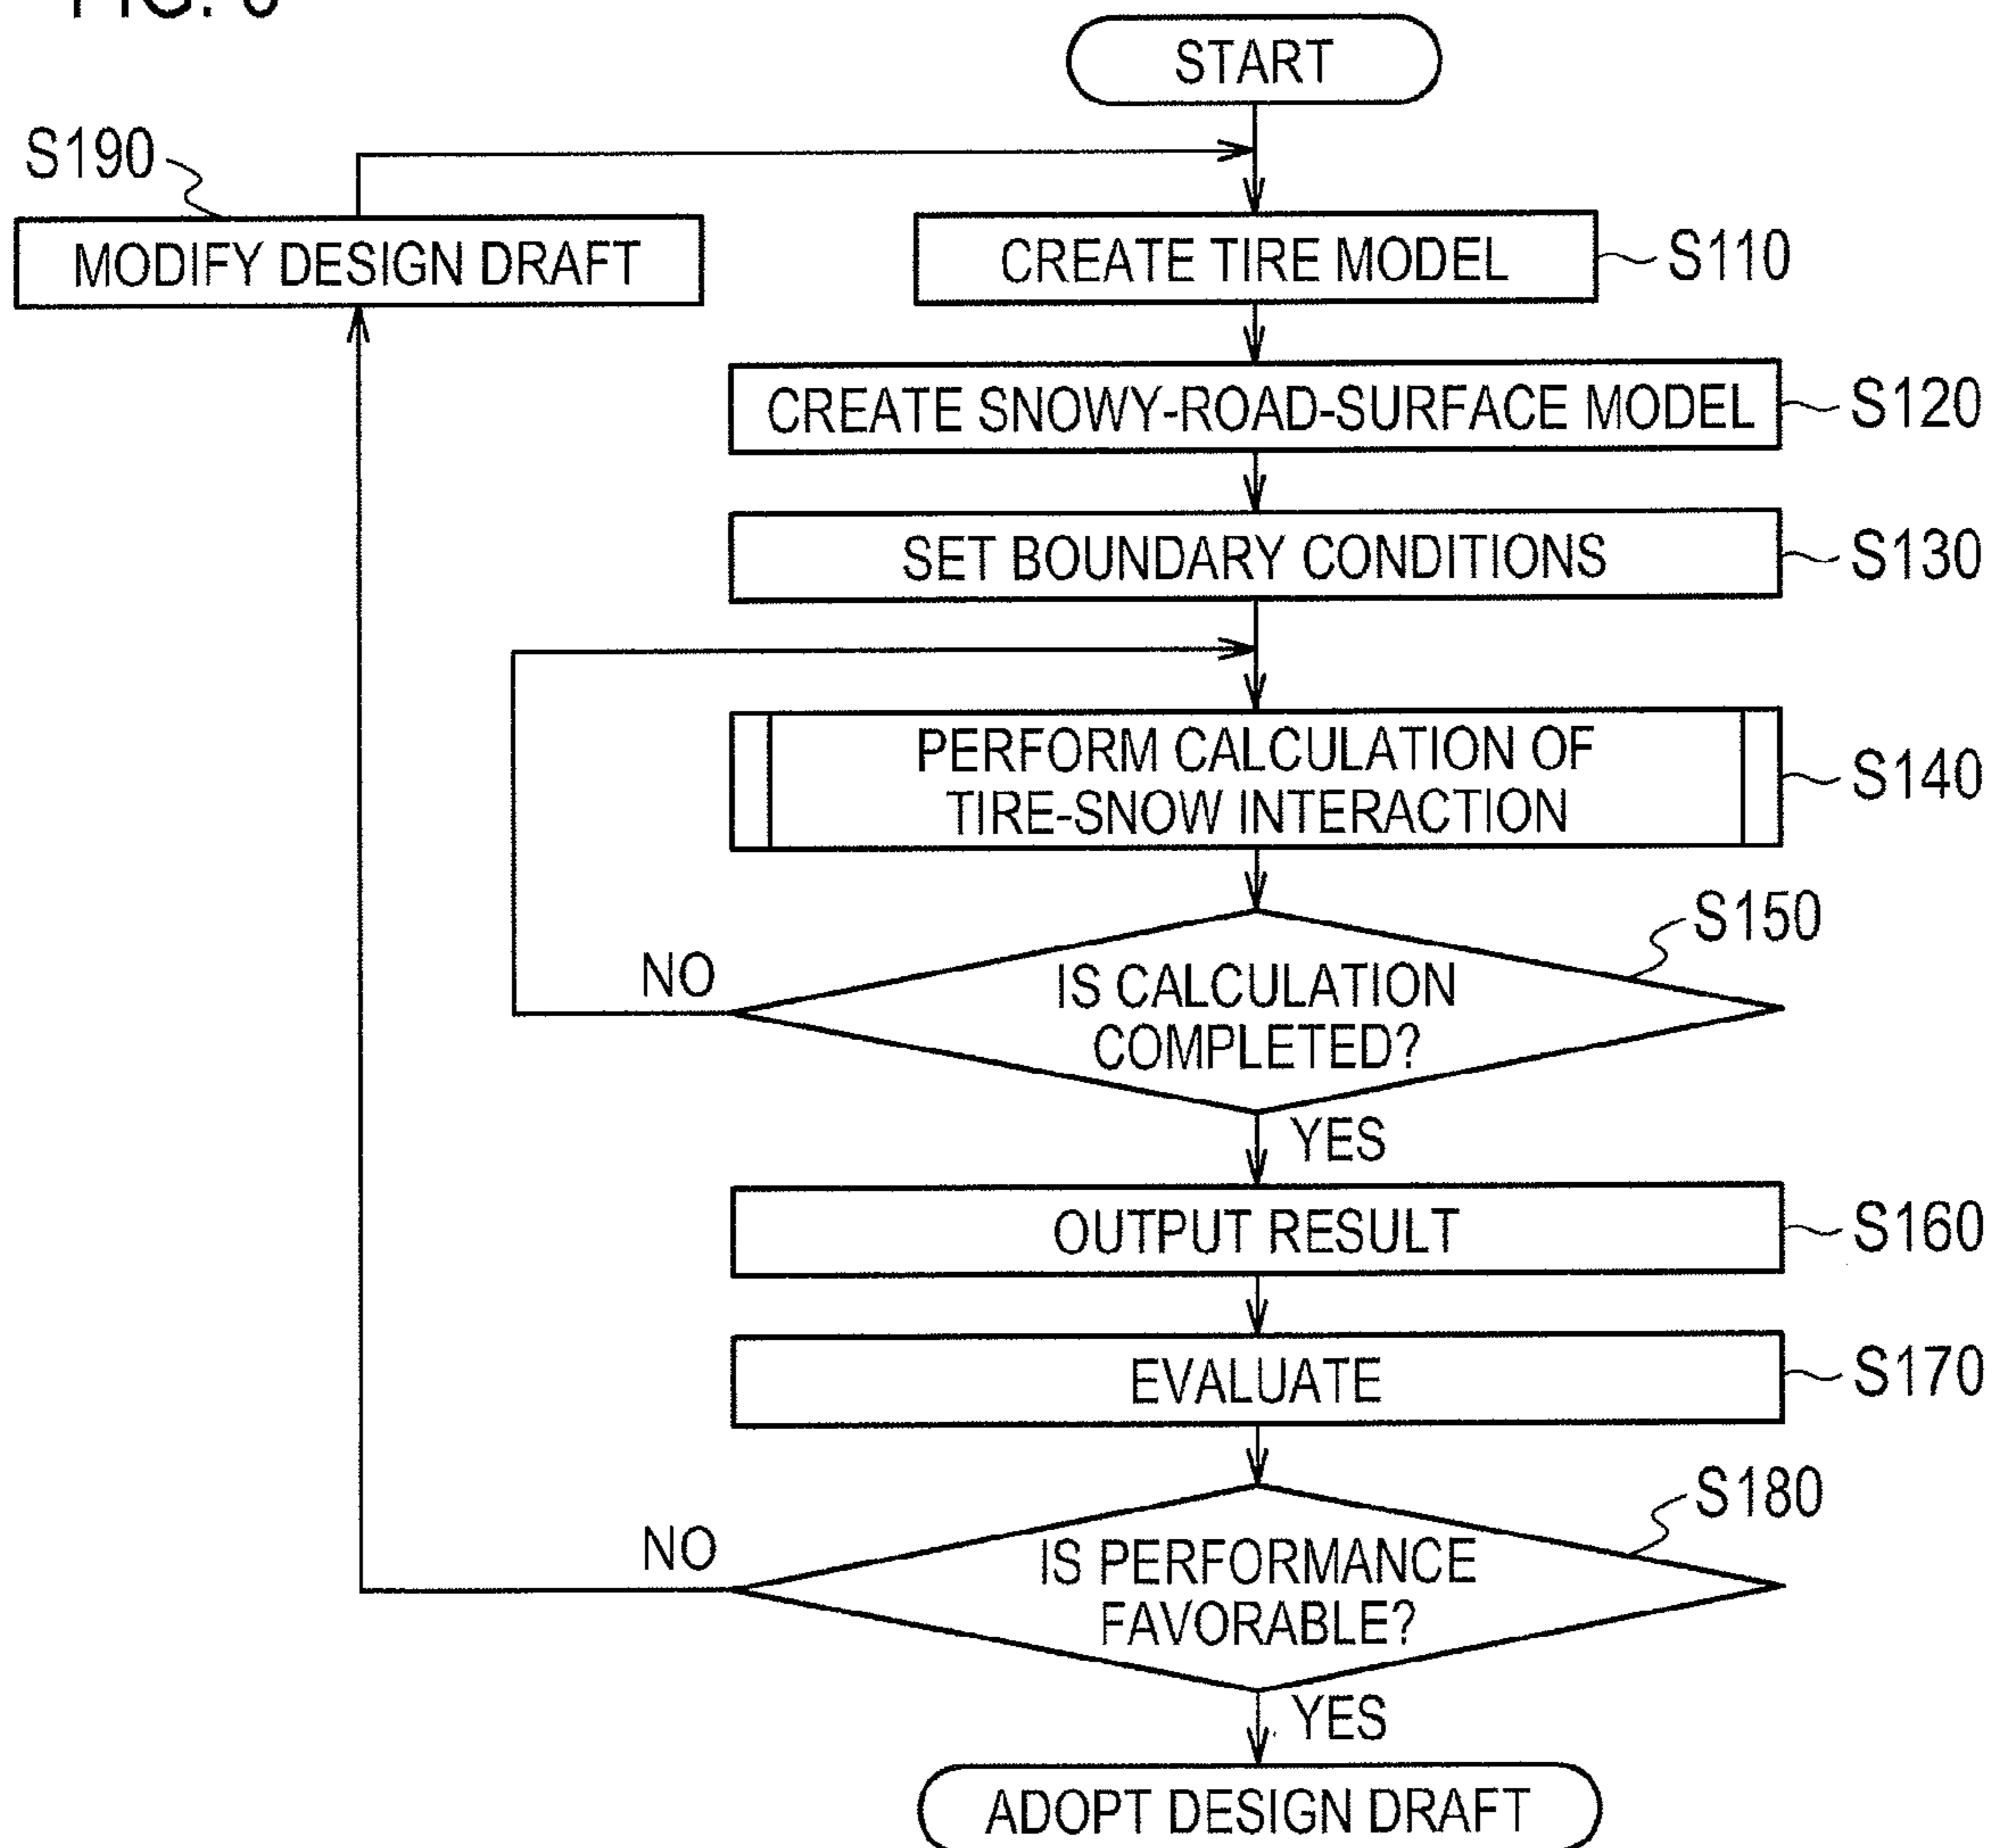 START
S190
MODIFY DESIGN DRAFT
CREATE TIRE MODEL
S110
CREATE SNOWY-ROAD-SURFACE MODEL
S120
SET BOUNDARY CONDITIONS
S130
PERFORM CALCULATION OF
TIRE-SNOW INTERACTION
S140
S150
NO
IS CALCULATION
COMPLETED?
YES
OUTPUT RESULT
S160
EVALUATE
S170
S180
NO
IS PERFORMANCE
FAVORABLE?
YES
ADOPT DESIGN DRAFT